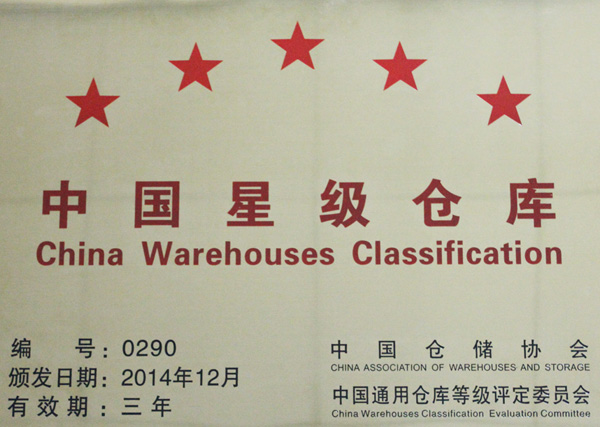 中国星级仓库
China Warehouses Classification
编号：0290
颁发日期：2014年12月
有效期：三年
中国仓储协会
CHINA ASSOCIATION OF WAREHOUSES AND STORAGE
中国通用仓库等级评定委员会
China Warehouses Classification Evaluation Committee